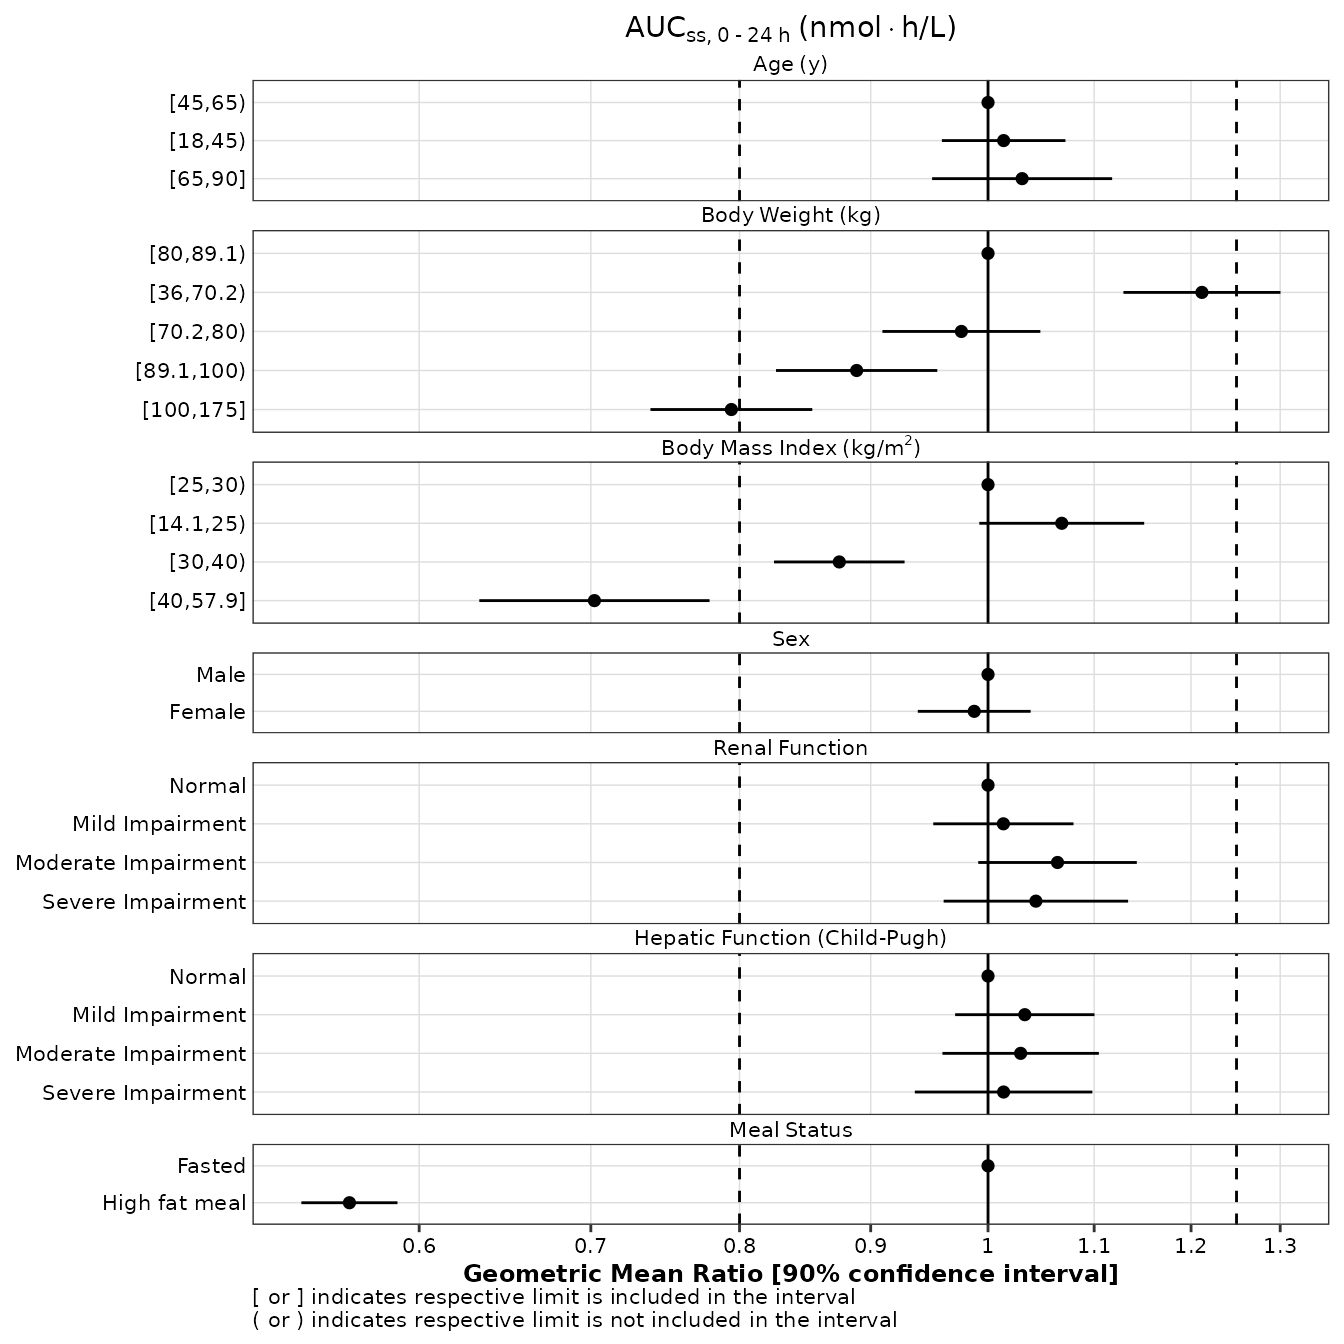 AUCss, 0 - 24 h (nmol · h/L)
Age (y)
[45,65)
[18,45)
[65,90]
Body Weight (kg)
[80,89.1)
[36,70.2)
[70.2,80)
[89.1,100)
[100,175]
Body Mass Index (kg/m²)
[25,30)
[14.1,25)
[30,40)
[40,57.9]
Sex
Male
Female
Renal Function
Normal
Mild Impairment
Moderate Impairment
Severe Impairment
Hepatic Function (Child-Pugh)
Normal
Mild Impairment
Moderate Impairment
Severe Impairment
Meal Status
Fasted
High fat meal
0.6 0.7 0.8 0.9 1 1.1 1.2 1.3
Geometric Mean Ratio [90% confidence interval]
[ or ] indicates respective limit is included in the interval
( or ) indicates respective limit is not included in the interval